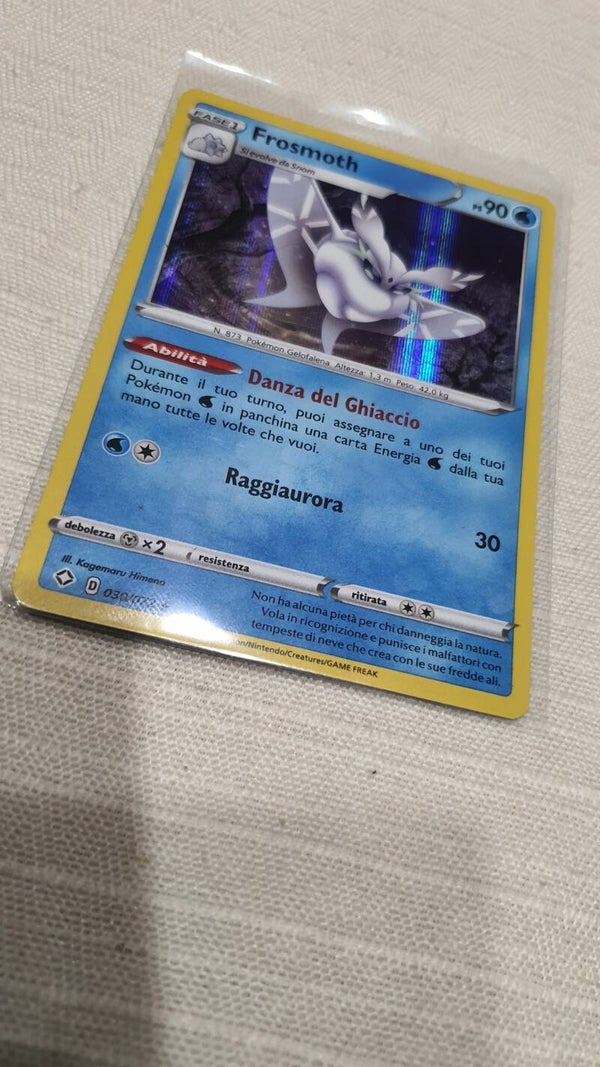 FASE 1
Frosmoth
Si evolve da Snom
PS 90
N. 873 Pokémon Gelofalena Altezza: 1,3 m Peso: 42,0 kg
Abilità Danza del Ghiaccio
Durante il tuo turno, puoi assegnare a uno dei tuoi
Pokémon in panchina una carta Energia dalla tua
mano tutte le volte che vuoi.
Raggiaurora
30
debolezza ×2 resistenza ritirata
Ill. Kagemaru Himeno
D 030/07
Non ha alcuna pietà per chi danneggia la natura.
Vola in ricognizione e punisce i malfattori con
tempeste di neve che crea con le sue fredde ali.
/Nintendo/Creatures/GAME FREAK